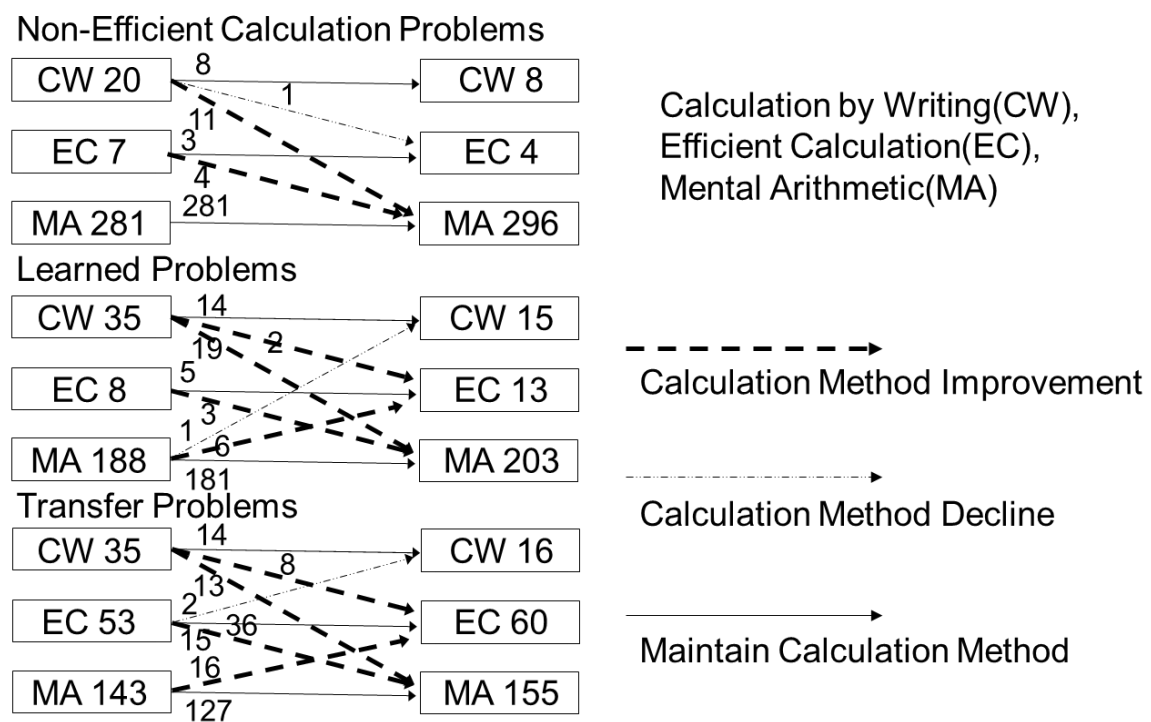 Non-Efficient Calculation Problems
CW 20
8
CW 8
1
11
EC 7
3
EC 4
4
MA 281
281
MA 296
Calculation by Writing(CW),
Efficient Calculation(EC),
Mental Arithmetic(MA)
Learned Problems
CW 35
14
CW 15
2
19
EC 8
5
EC 13
3
1
6
MA 188
181
MA 203
Transfer Problems
CW 35
14
CW 16
8
13
EC 53
2
36
EC 60
15
16
MA 143
127
MA 155
Calculation Method Improvement
Calculation Method Decline
Maintain Calculation Method